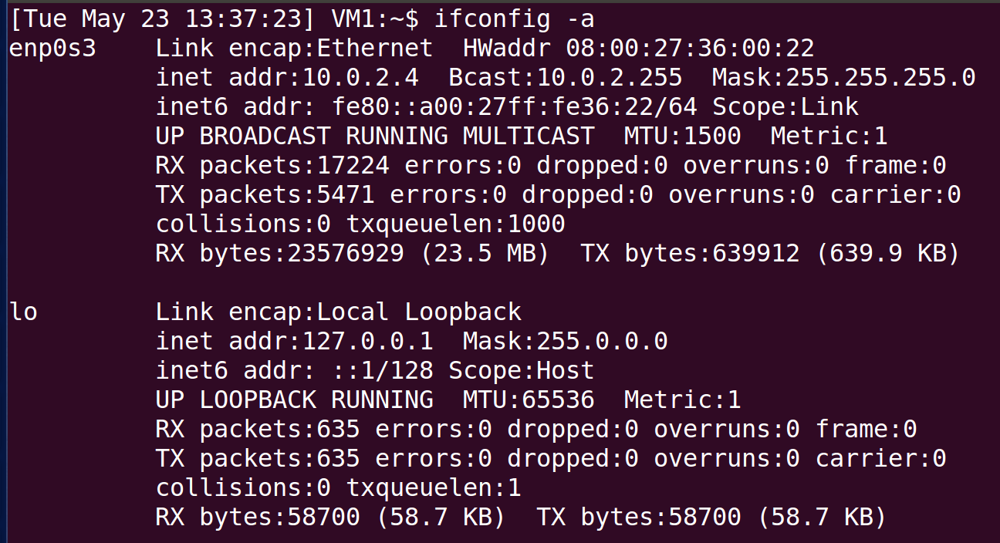 [Tue May 23 13:37:23] VM1:~$ ifconfig -a
enp0s3    Link encap:Ethernet  HWaddr 08:00:27:36:00:22
          inet addr:10.0.2.4  Bcast:10.0.2.255  Mask:255.255.255.0
          inet6 addr: fe80::a00:27ff:fe36:22/64 Scope:Link
          UP BROADCAST RUNNING MULTICAST  MTU:1500  Metric:1
          RX packets:17224 errors:0 dropped:0 overruns:0 frame:0
          TX packets:5471 errors:0 dropped:0 overruns:0 carrier:0
          collisions:0 txqueuelen:1000
          RX bytes:23576929 (23.5 MB)  TX bytes:639912 (639.9 KB)

lo        Link encap:Local Loopback
          inet addr:127.0.0.1  Mask:255.0.0.0
          inet6 addr: ::1/128 Scope:Host
          UP LOOPBACK RUNNING  MTU:65536  Metric:1
          RX packets:635 errors:0 dropped:0 overruns:0 frame:0
          TX packets:635 errors:0 dropped:0 overruns:0 carrier:0
          collisions:0 txqueuelen:1
          RX bytes:58700 (58.7 KB)  TX bytes:58700 (58.7 KB)